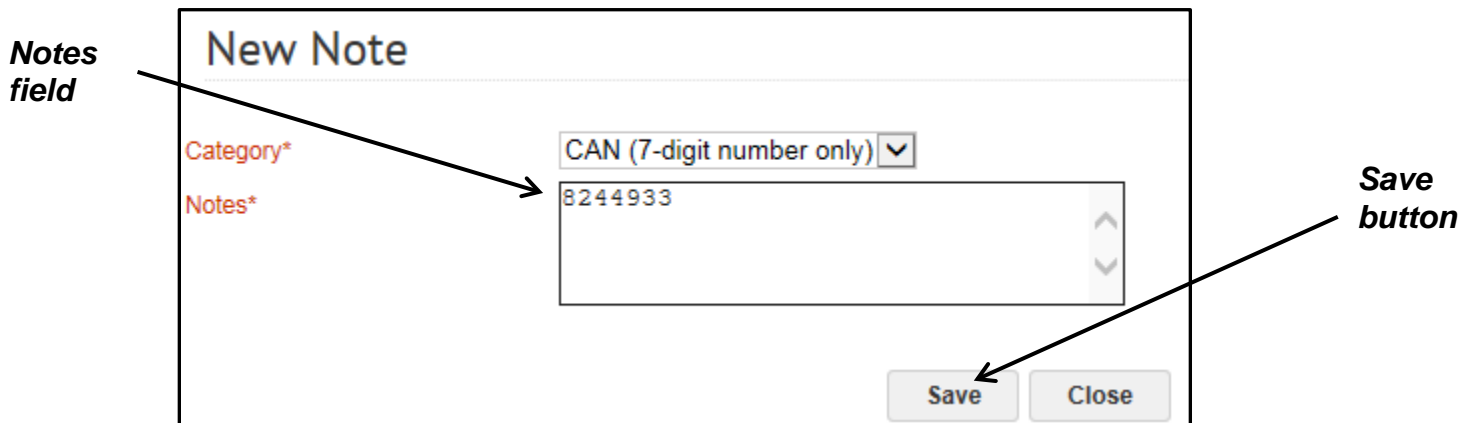 New Note
Notes
field
Category*
CAN (7-digit number only)
Notes*
8244933
Save
button
Save
Close